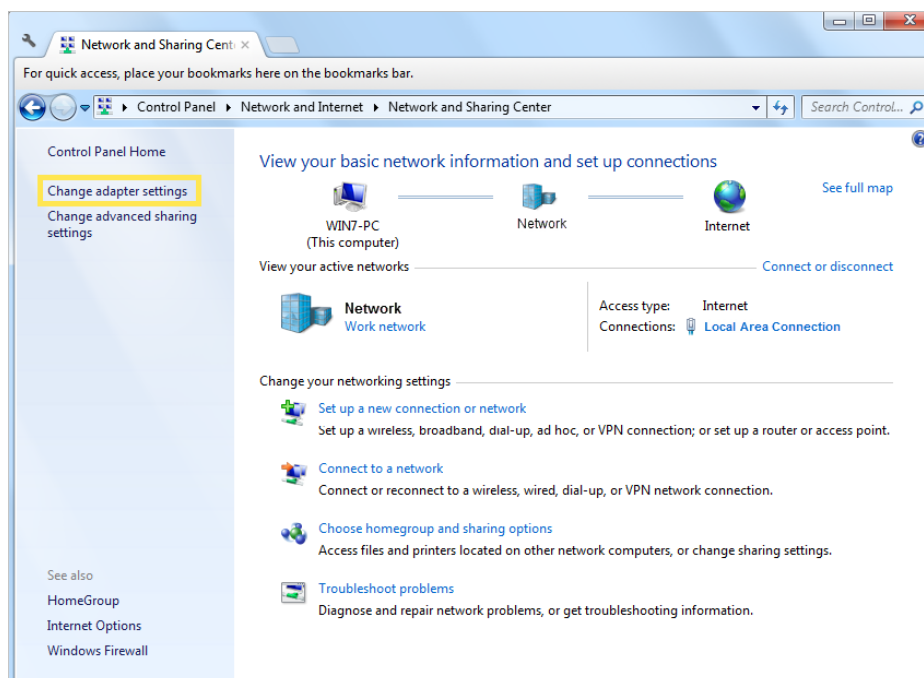 Network and Sharing Cent
For quick access, place your bookmarks here on the bookmarks bar.
Control Panel Network and Internet Network and Sharing Center
Search Control...
Control Panel Home
Change adapter settings
Change advanced sharing
settings
See also
HomeGroup
Internet Options
Windows Firewall
View your basic network information and set up connections
See full map
WIN7-PC
(This computer)
Network
Internet
View your active networks
Connect or disconnect
Network
Work network
Access type: Internet
Connections: Local Area Connection
Change your networking settings
Set up a new connection or network
Set up a wireless, broadband, dial-up, ad hoc, or VPN connection; or set up a router or access point.
Connect to a network
Connect or reconnect to a wireless, wired, dial-up, or VPN network connection.
Choose homegroup and sharing options
Access files and printers located on other network computers, or change sharing settings.
Troubleshoot problems
Diagnose and repair network problems, or get troubleshooting information.